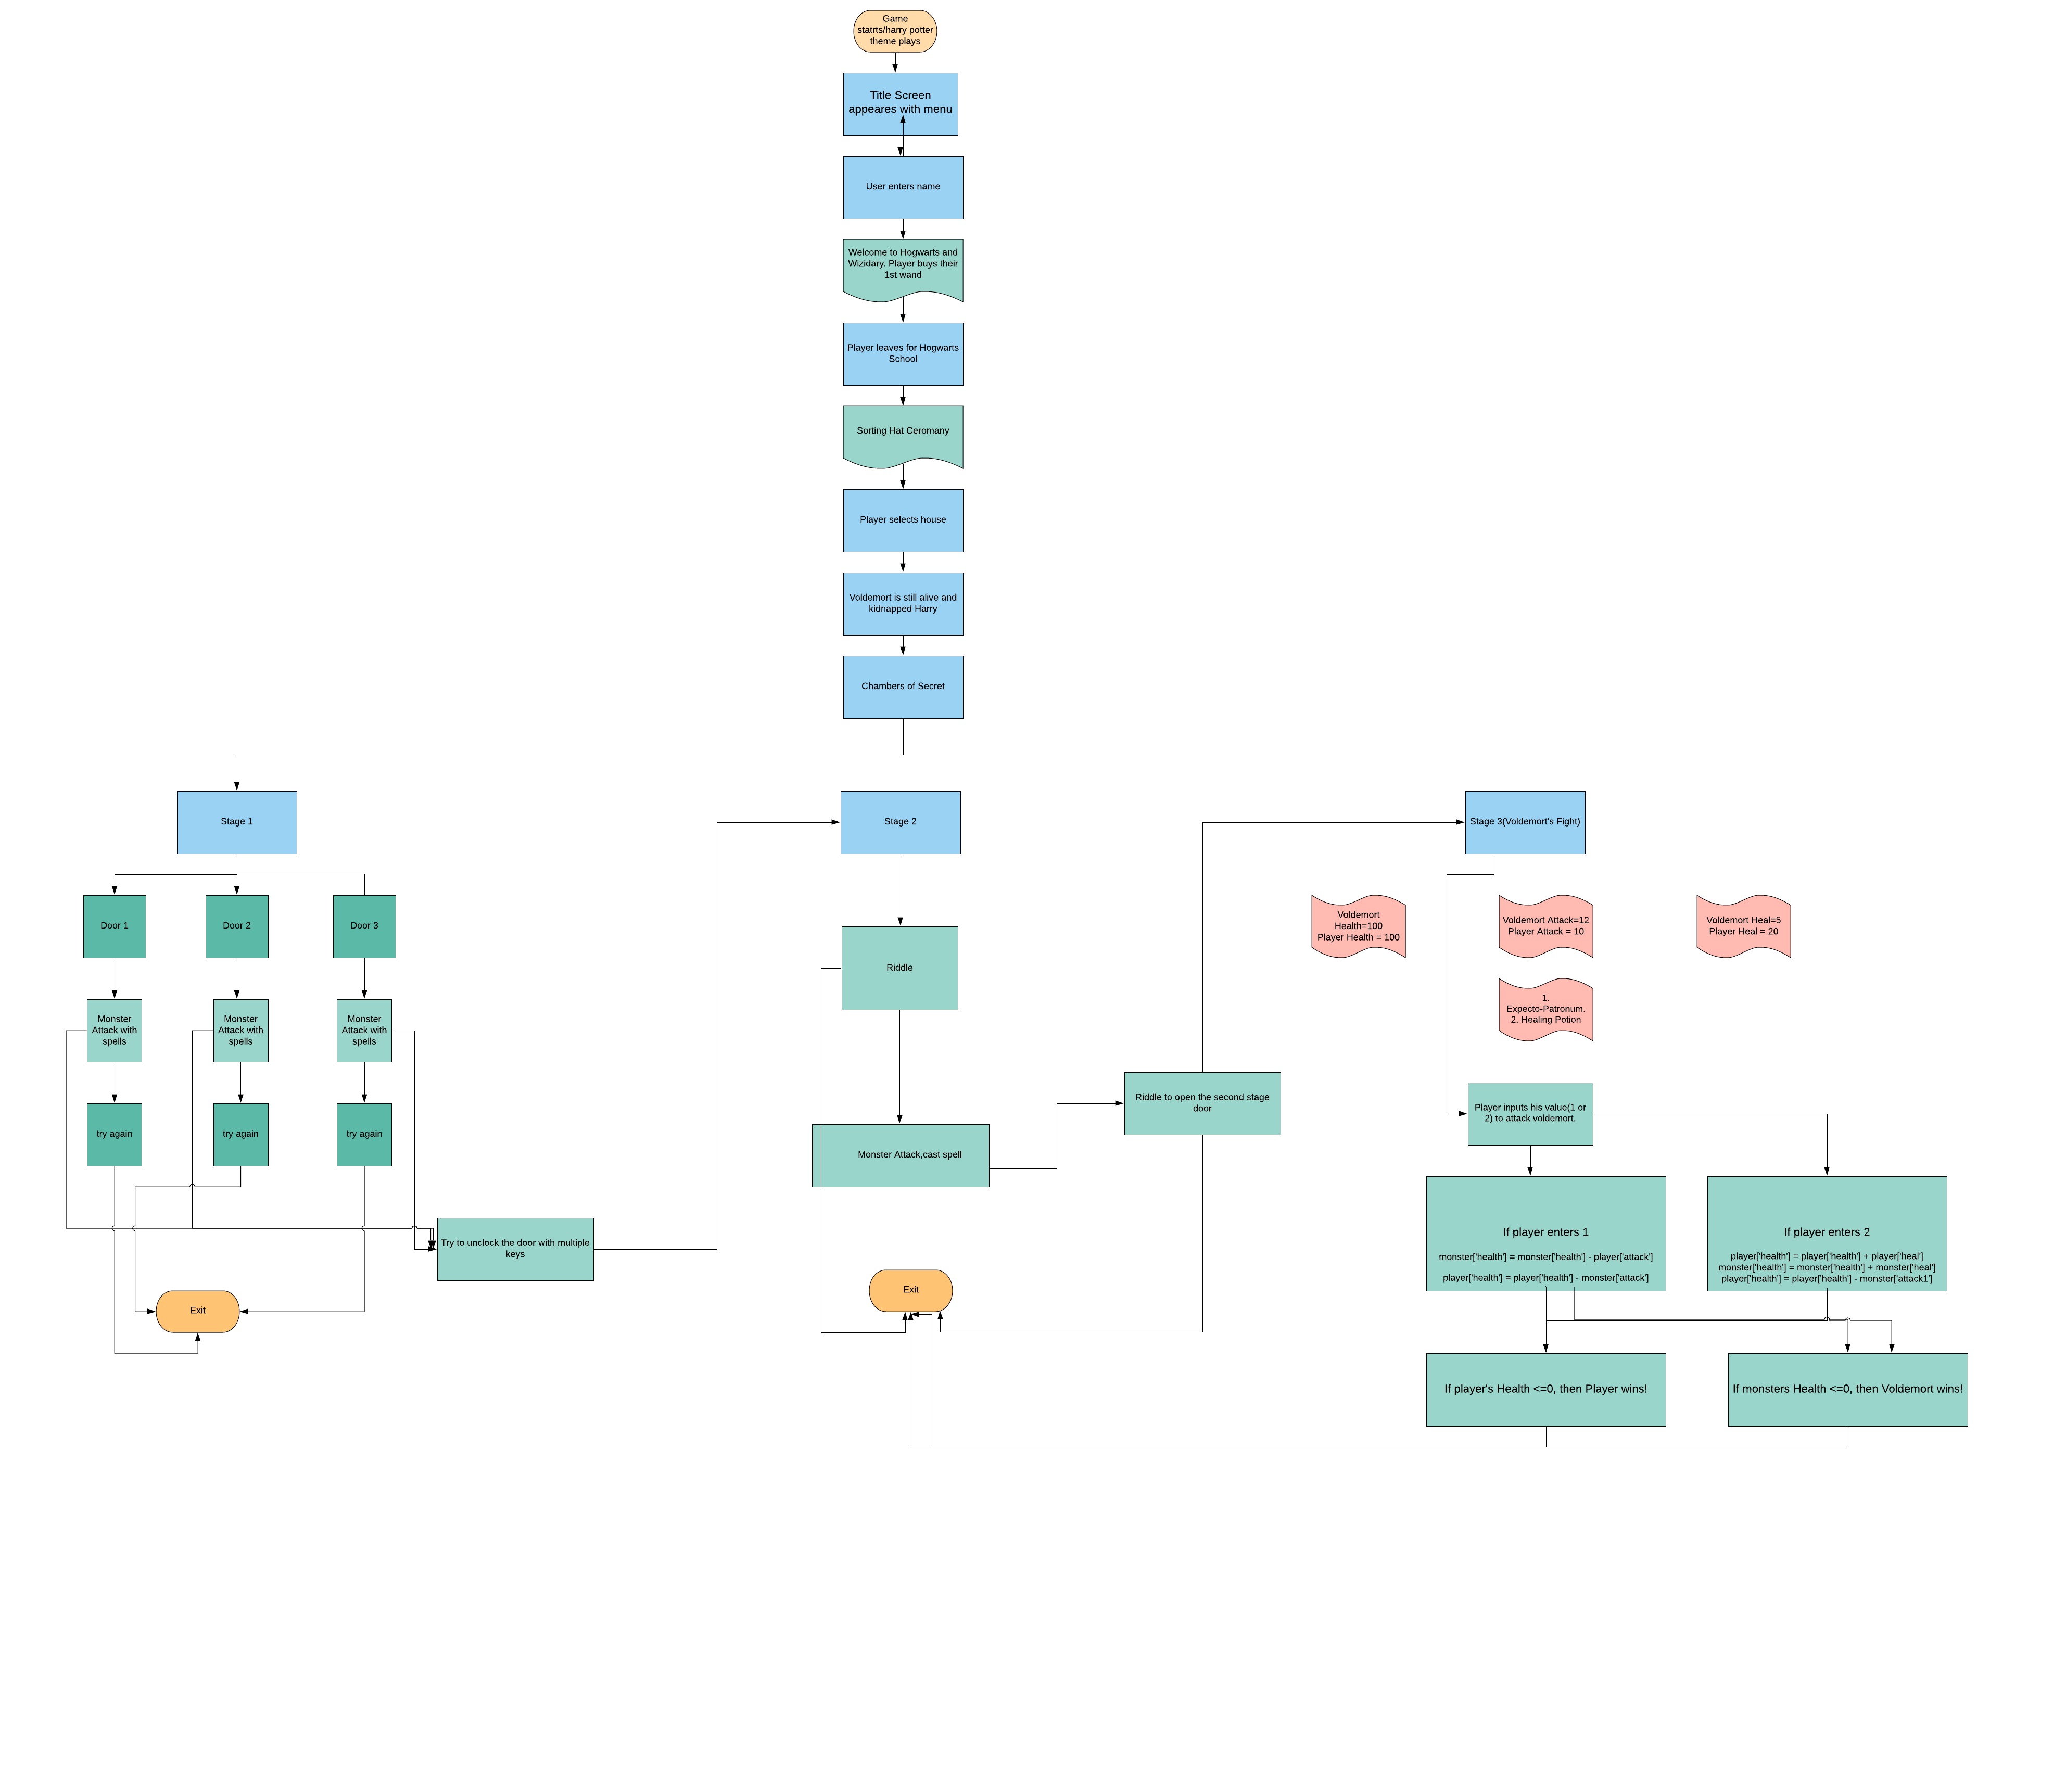 Game
statrts/harry potter
theme plays
Title Screen
appeares with menu
User enters name
Welcome to Hogwarts and
Wizidary. Player buys their
1st wand
Player leaves for Hogwarts
School
Sorting Hat Ceromany
Player selects house
Voldemort is still alive and
kidnapped Harry
Chambers of Secret
Stage 1
Stage 2
Stage 3(Voldemort's Fight)
Door 1
Door 2
Door 3
Voldemort
Health=100
Player Health = 100
Voldemort Attack=12
Player Attack = 10
Voldemort Heal=5
Player Heal = 20
Riddle
Monster
Attack with
spells
Monster
Attack with
spells
Monster
Attack with
spells
1.
Expecto-Patronum.
2. Healing Potion
try again
try again
try again
Monster Attack,cast spell
Riddle to open the second stage
door
Player inputs his value(1 or
2) to attack voldemort.
Try to unclock the door with multiple
keys
If player enters 1
monster['health'] = monster['health'] - player['attack']
player['health'] = player['health'] - monster['attack']
If player enters 2
player['health'] = player['health'] + player['heal']
monster['health'] = monster['health'] + monster['heal']
player['health'] = player['health'] - monster['attack1']
Exit
Exit
If player's Health <=0, then Player wins!
If monsters Health <=0, then Voldemort wins!